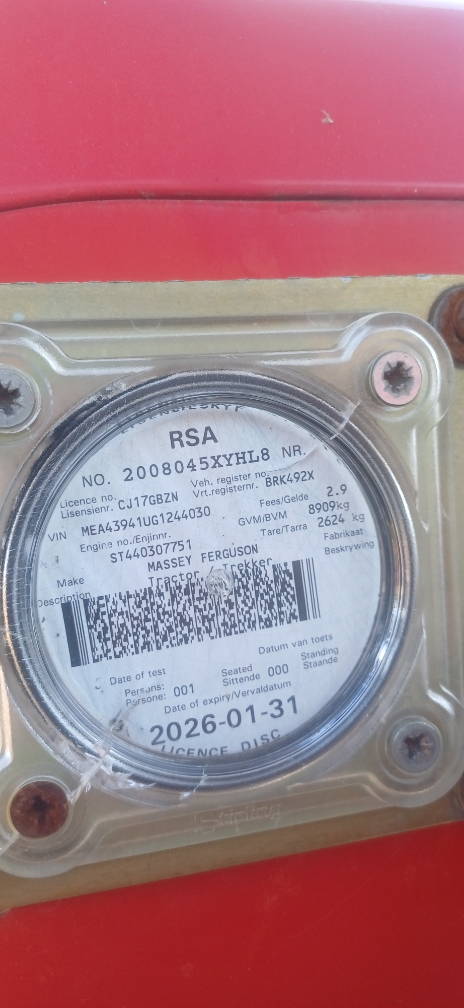 RSA
NO. 2008045XYHL8 NR.
Licence no. Veh. register no.
Lisensienr. CJ17GBZN Vrt.registernr. BRK492X
VIN MEA43941UG1244030 Fees/Gelde 2.9
Engine no./Enjinnr. GVM/BVM 8909kg
ST440307751 Tare/Tarra 2624 kg
Make MASSEY FERGUSON Fabrikaat
Description Tractor / Trekker Beskrywing
Date of test Datum van toets
Persons: 001 Seated 000 Standing
Persone: Sittende Staande
Date of expiry/Vervaldatum
2026-01-31
LICENCE DISC